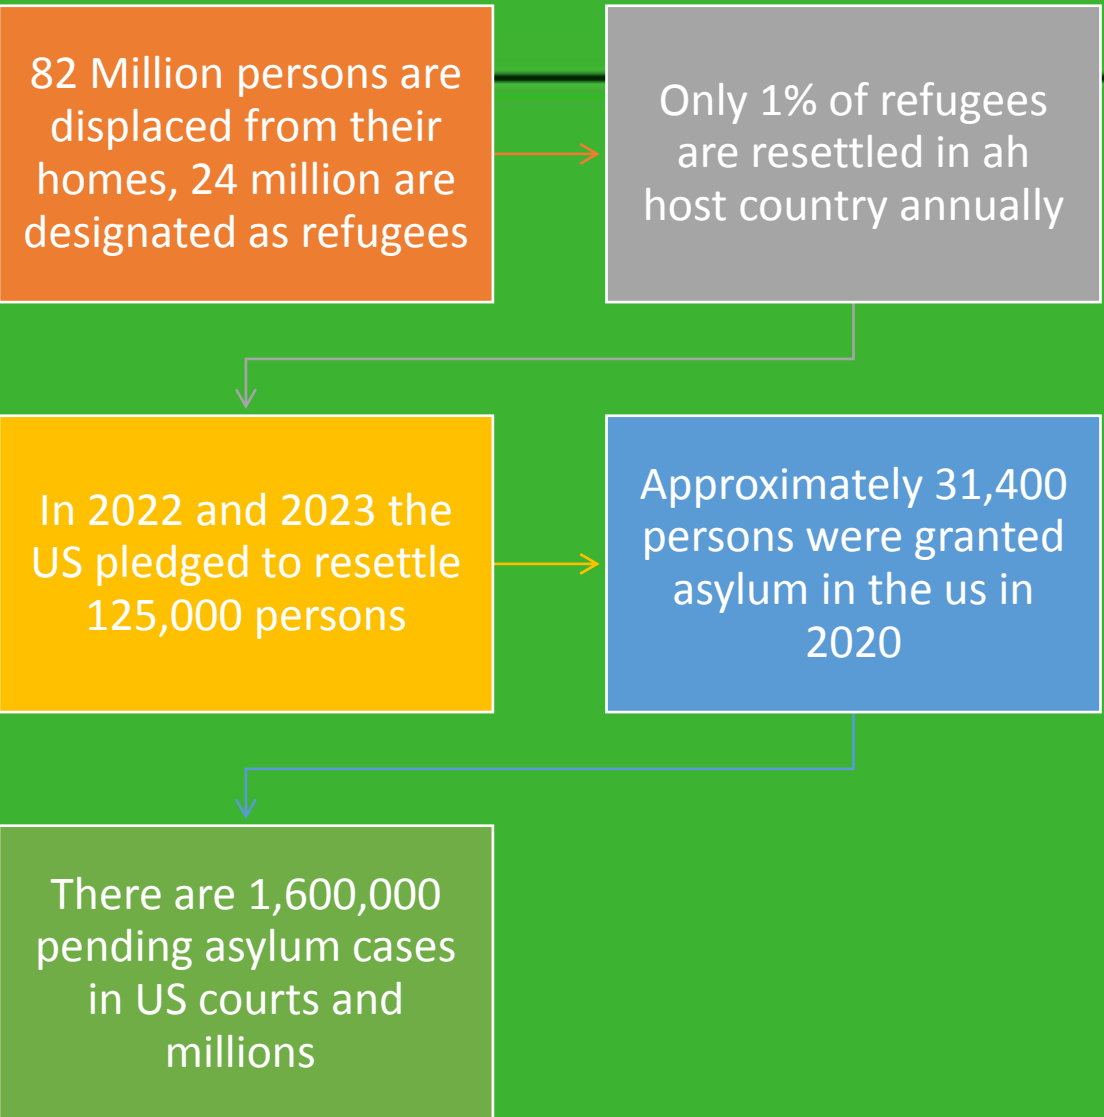 82 Million persons are
displaced from their
homes, 24 million are
designated as refugees
Only 1% of refugees
are resettled in ah
host country annually
In 2022 and 2023 the
US pledged to resettle
125,000 persons
Approximately 31,400
persons were granted
asylum in the us in
2020
There are 1,600,000
pending asylum cases
in US courts and
millions